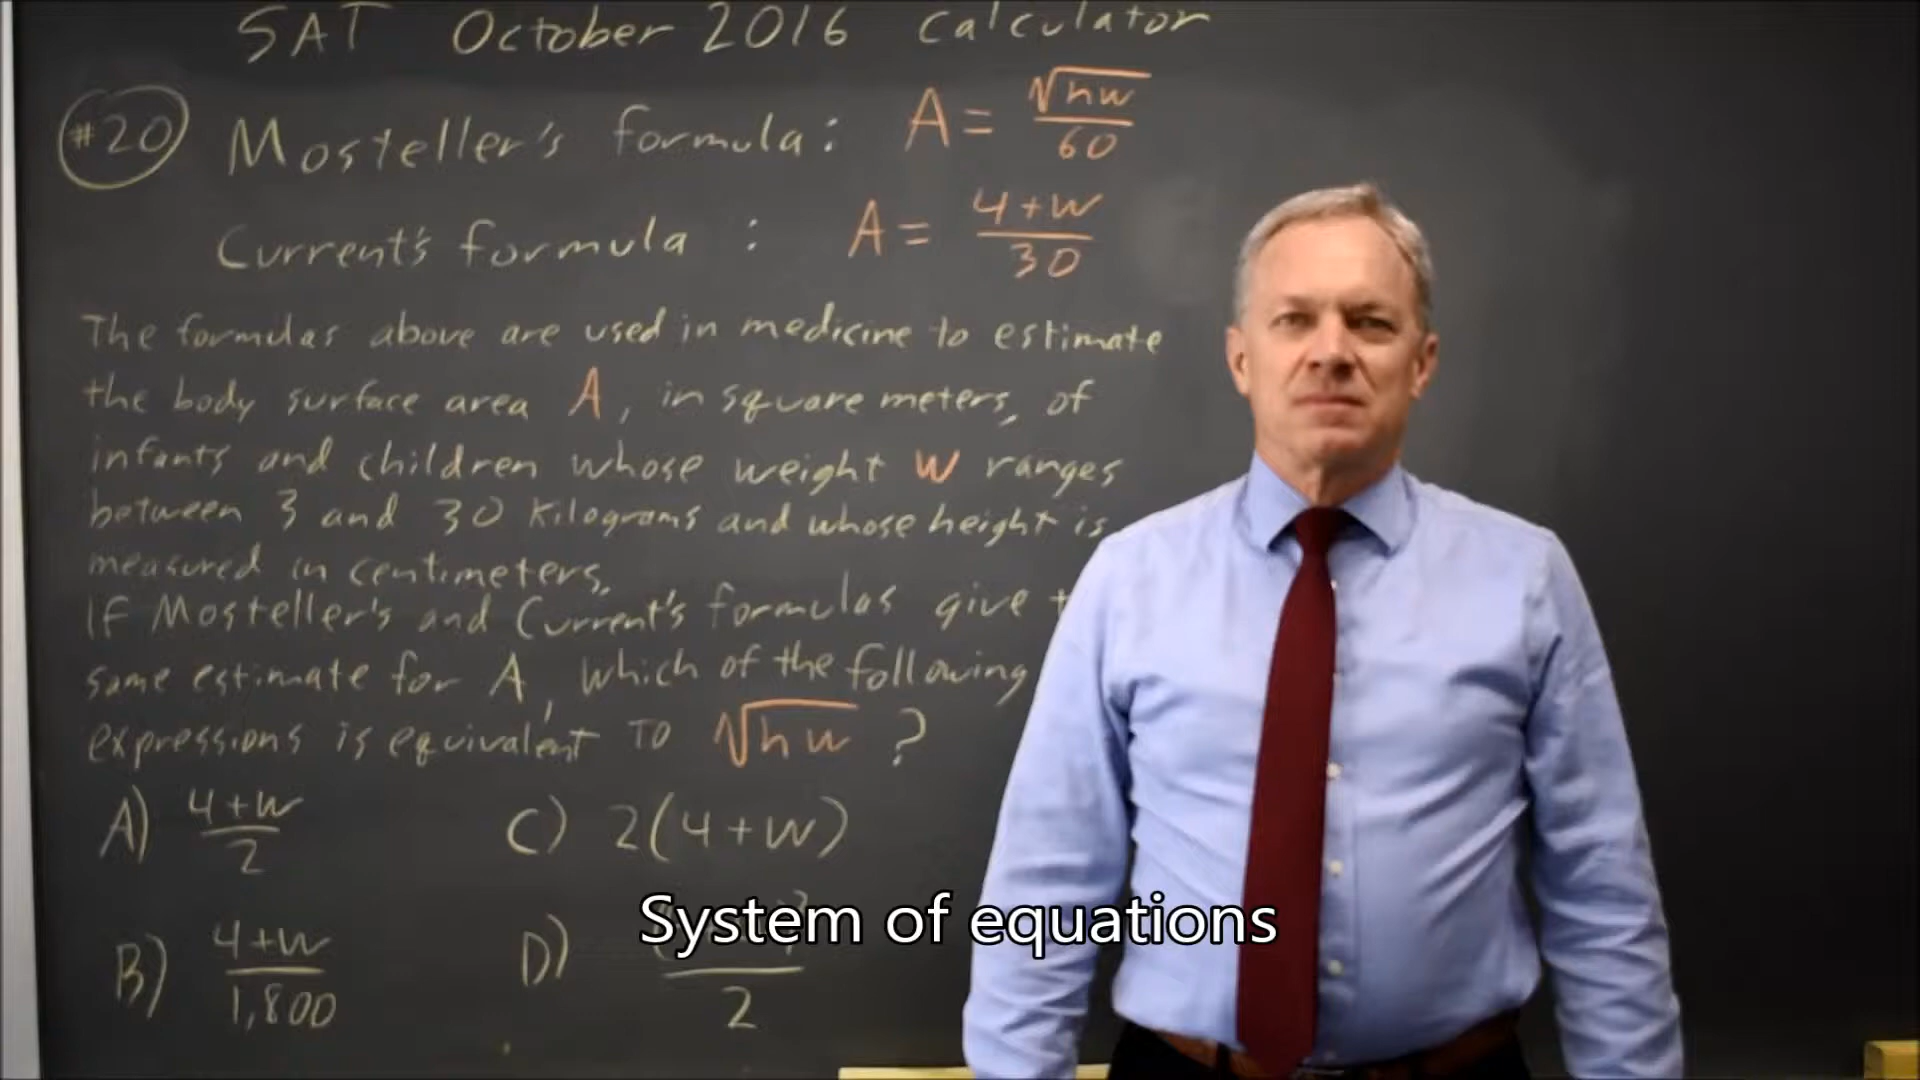 SAT October 2016 Calculator
#20 Mosteller's formula: A = √hw / 60
Current's formula : A = 4+w / 30
The formulas above are used in medicine to estimate
the body surface area A, in square meters, of
infants and children whose weight w ranges
between 3 and 30 Kilograms and whose height is
measured in centimeters.
If Mosteller's and Current's formulas give
same estimate for A, which of the following
expressions is equivalent to √hw ?
A) 4+w / 2
C) 2(4+w)
B) 4+w / 1,800
D) 2
System of equations